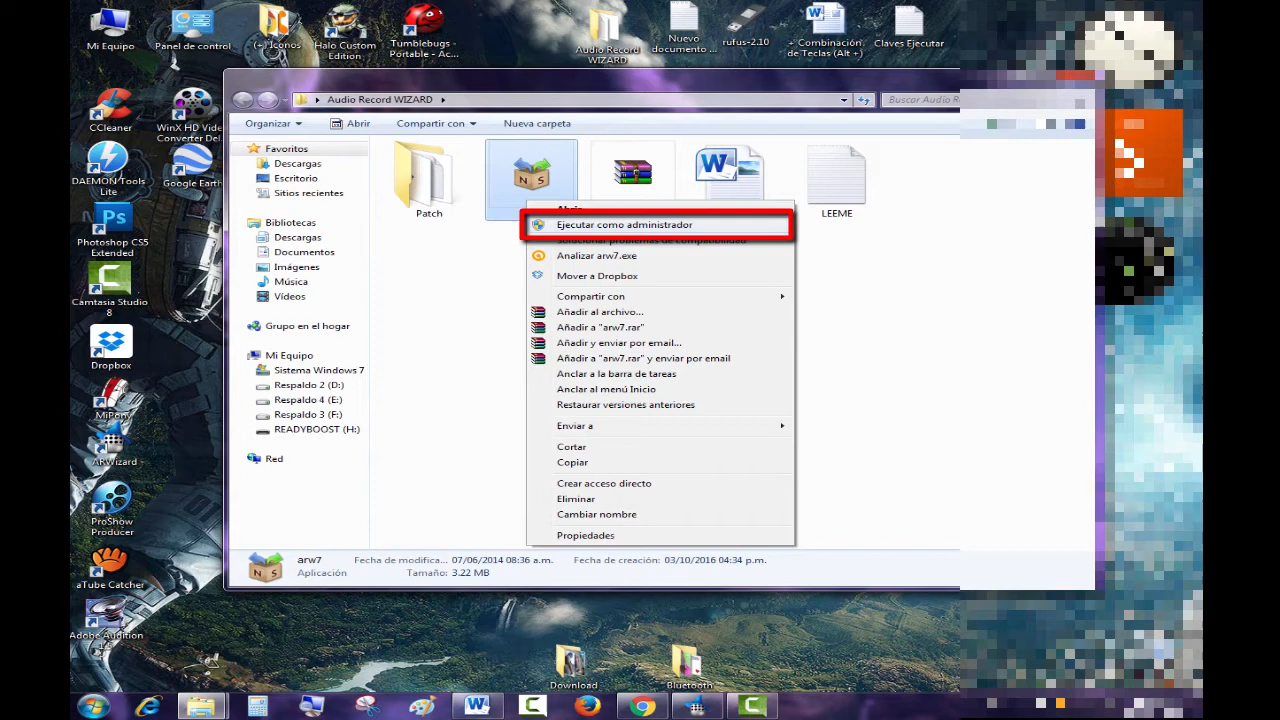 Mi Equipo
Panel de control
(+) Iconos
Halo Custom
Edition
Tumblebugs -
Portable - Ac...
Audio Record
WIZARD
Nuevo
documento ...
rufus-2.10
+ Combinación
de Teclas (Alt +)
Claves Ejecutar
CCleaner
WinX HD Video
Converter Del...
DAEMON Tools
Lite
Google Earth
Ps
Photoshop CS5
Extended
Camtasia Studio
8
Dropbox
MiPony
ARWizard
ProShow
Producer
aTube Catcher
Adobe Audition
1.5
Audio Record WIZARD
Buscar Audio R
Organizar
Abrir
Compartir con
Nueva carpeta
Favoritos
Descargas
Escritorio
Sitios recientes
Bibliotecas
Descargas
Documentos
Imágenes
Música
Vídeos
Grupo en el hogar
Mi Equipo
Sistema Windows 7
Respaldo 2 (D:)
Respaldo 4 (E:)
Respaldo 3 (F:)
READYBOOST (H:)
Red
Patch
N S
W
LEEME
Abrir
Ejecutar como administrador
Solucionar problemas de compatibilidad
Analizar arw7.exe
Mover a Dropbox
Compartir con
Añadir al archivo...
Añadir a "arw7.rar"
Añadir y enviar por email...
Añadir a "arw7.rar" y enviar por email
Anclar a la barra de tareas
Anclar al menú Inicio
Restaurar versiones anteriores
Enviar a
Cortar
Copiar
Crear acceso directo
Eliminar
Cambiar nombre
Propiedades
N S
arw7
Aplicación
Fecha de modifica... 07/06/2014 08:36 a.m.
Tamaño: 3.22 MB
Fecha de creación: 03/10/2016 04:34 p.m.
Download
Bluetooth